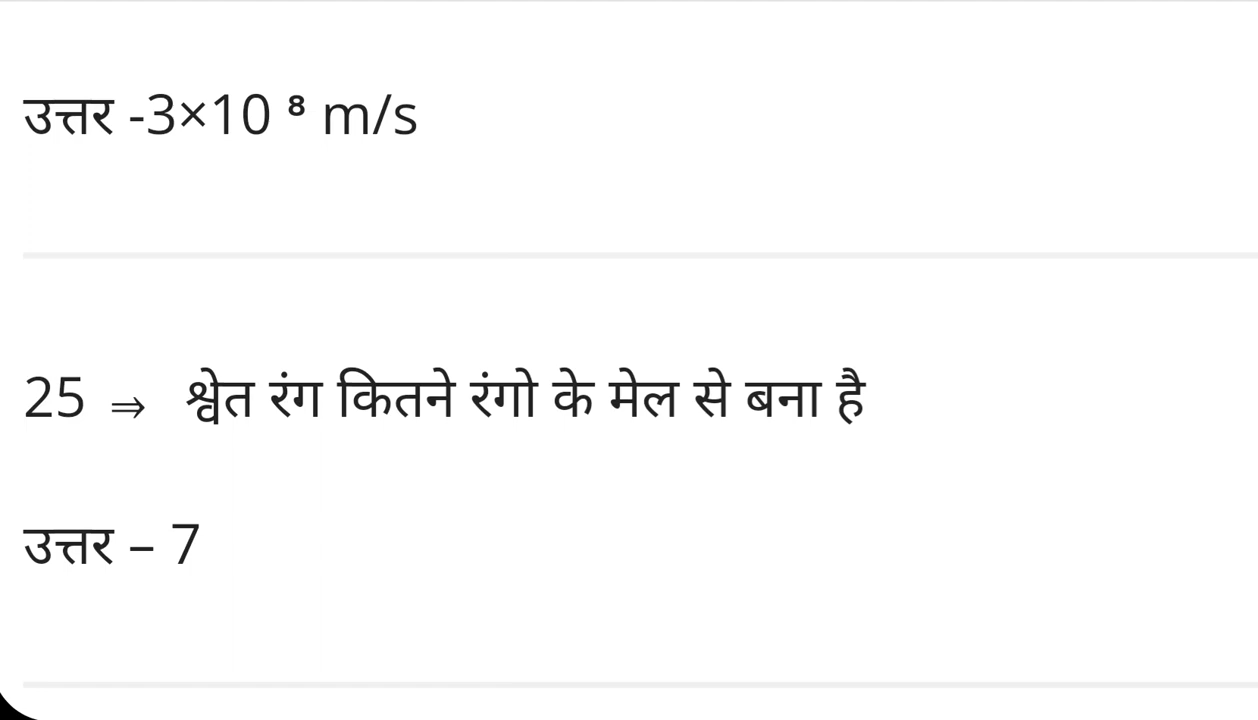 उत्तर -3×10 ⁸ m/s
25 ⇒ श्वेत रंग कितने रंगो के मेल से बना है
उत्तर – 7